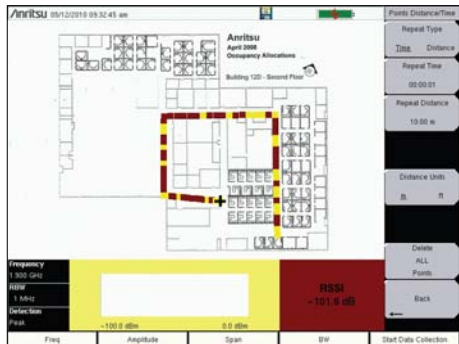 Anritsu 05/12/2010 09:32:45 am
Points Distance/Time
Anritsu
April 2008
Occupancy Allocations
Building 12D - Second Floor
Repeat Type
Time Distance
Repeat Time
00:00:01
Repeat Distance
10.00 m
Distance Units
m ft
Delete
ALL
Points
Back
Frequency
1.900 GHz
RBW
1 MHz
Detection
Peak
-100.0 dBm
0.0 dBm
RSSI
-101.6 dB
Freq
Amplitude
Span
BW
Start Data Collection